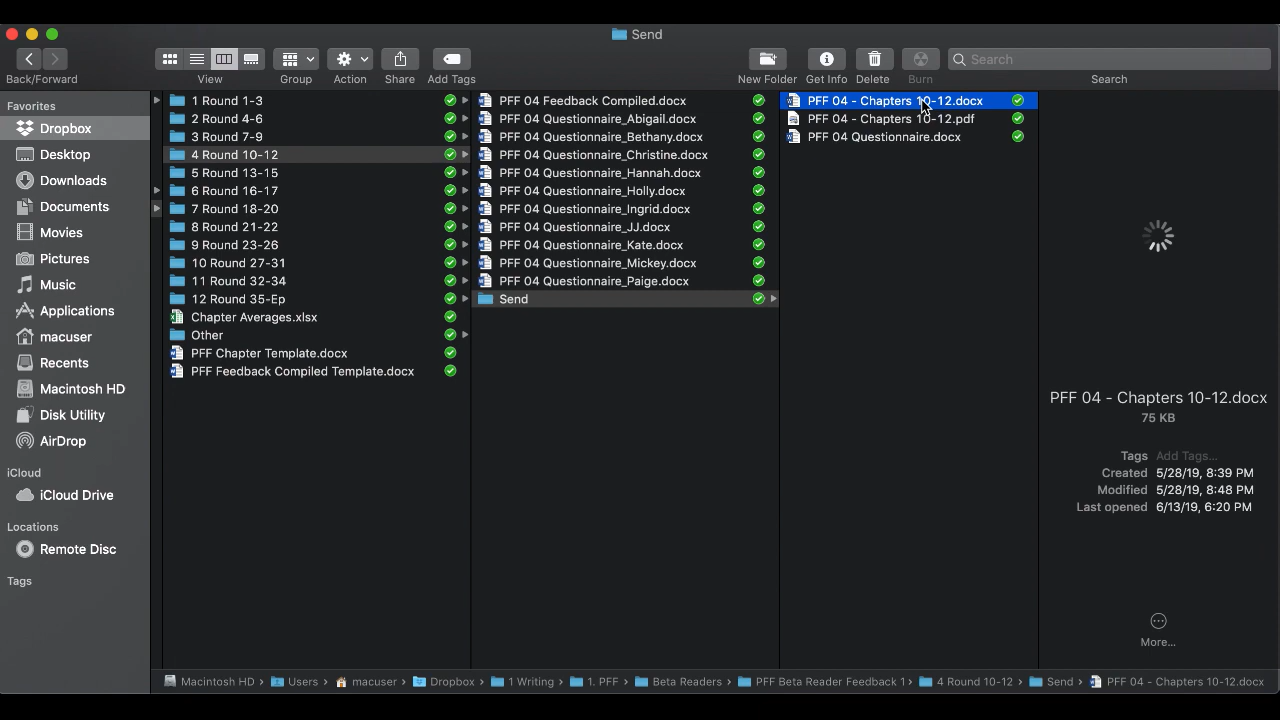 Send
Back/Forward
View
Group
Action
Share
Add Tags
New Folder
Get Info
Delete
Burn
Search
Search
Favorites
Dropbox
Desktop
Downloads
Documents
Movies
Pictures
Music
Applications
macuser
Recents
Macintosh HD
Disk Utility
AirDrop
iCloud
iCloud Drive
Locations
Remote Disc
Tags
1 Round 1-3
2 Round 4-6
3 Round 7-9
4 Round 10-12
5 Round 13-15
6 Round 16-17
7 Round 18-20
8 Round 21-22
9 Round 23-26
10 Round 27-31
11 Round 32-34
12 Round 35-Ep
Chapter Averages.xlsx
Other
PFF Chapter Template.docx
PFF Feedback Compiled Template.docx
PFF 04 Feedback Compiled.docx
PFF 04 Questionnaire_Abigail.docx
PFF 04 Questionnaire_Bethany.docx
PFF 04 Questionnaire_Christine.docx
PFF 04 Questionnaire_Hannah.docx
PFF 04 Questionnaire_Holly.docx
PFF 04 Questionnaire_Ingrid.docx
PFF 04 Questionnaire_JJ.docx
PFF 04 Questionnaire_Kate.docx
PFF 04 Questionnaire_Mickey.docx
PFF 04 Questionnaire_Paige.docx
Send
PFF 04 - Chapters 10-12.docx
PFF 04 - Chapters 10-12.pdf
PFF 04 Questionnaire.docx
PFF 04 - Chapters 10-12.docx
75 KB
Tags Add Tags...
Created 5/28/19, 8:39 PM
Modified 5/28/19, 8:48 PM
Last opened 6/13/19, 6:20 PM
More...
Macintosh HD › Users › macuser › Dropbox › 1 Writing › 1. PFF › Beta Readers › PFF Beta Reader Feedback 1 › 4 Round 10-12 › Send › PFF 04 - Chapters 10-12.docx